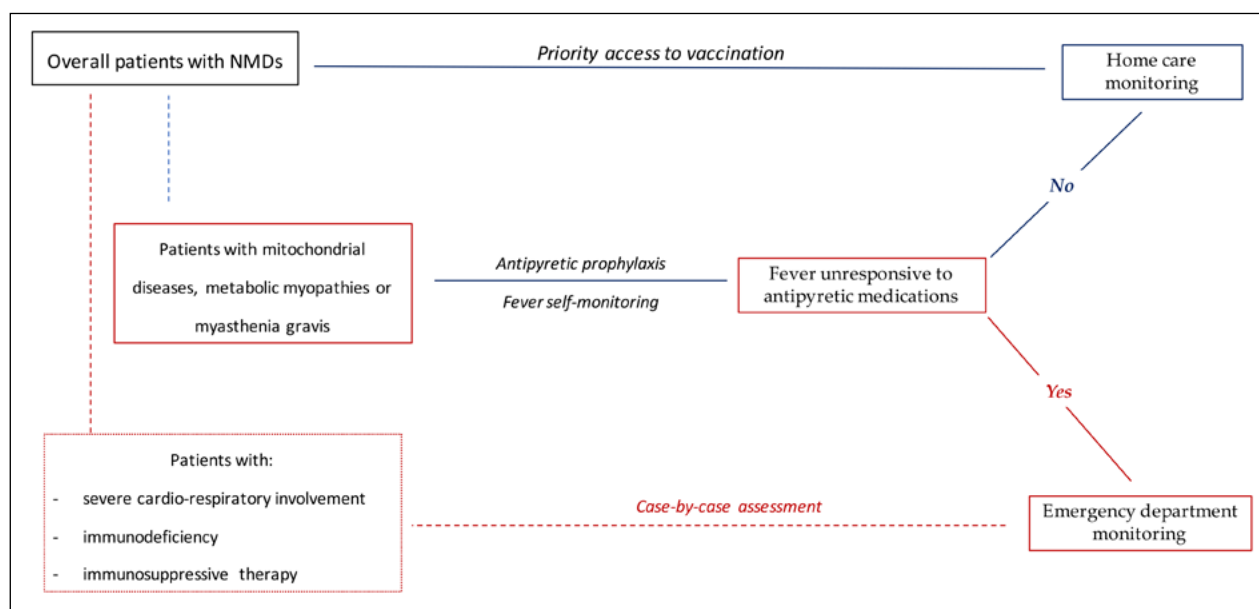 Overall patients with NMDs
Priority access to vaccination
Home care
monitoring
No
Patients with mitochondrial
diseases, metabolic myopathies or
myasthenia gravis
Antipyretic prophylaxis
Fever self-monitoring
Fever unresponsive to
antipyretic medications
Yes
Patients with:
- severe cardio-respiratory involvement
- immunodeficiency
- immunosuppressive therapy
Case-by-case assessment
Emergency department
monitoring